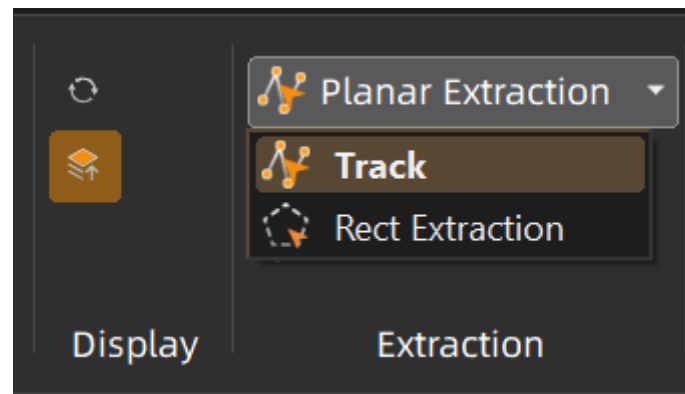 Planar Extraction
Track
Rect Extraction
Display
Extraction